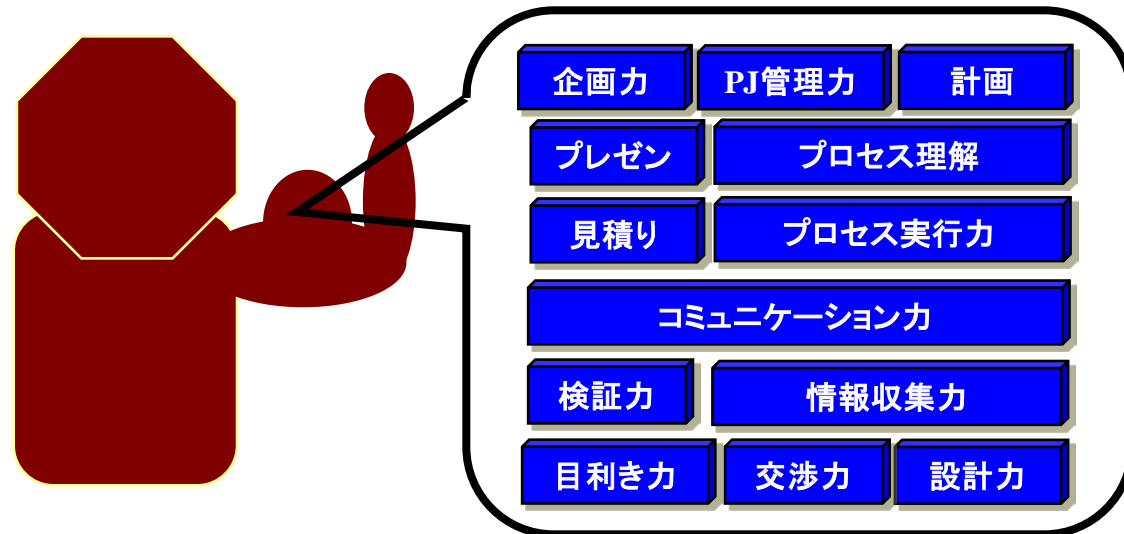 企画力 PJ管理力 計画
プレゼン プロセス理解
見積り プロセス実行力
コミュニケーション力
検証力 情報収集力
目利き力 交渉力 設計力